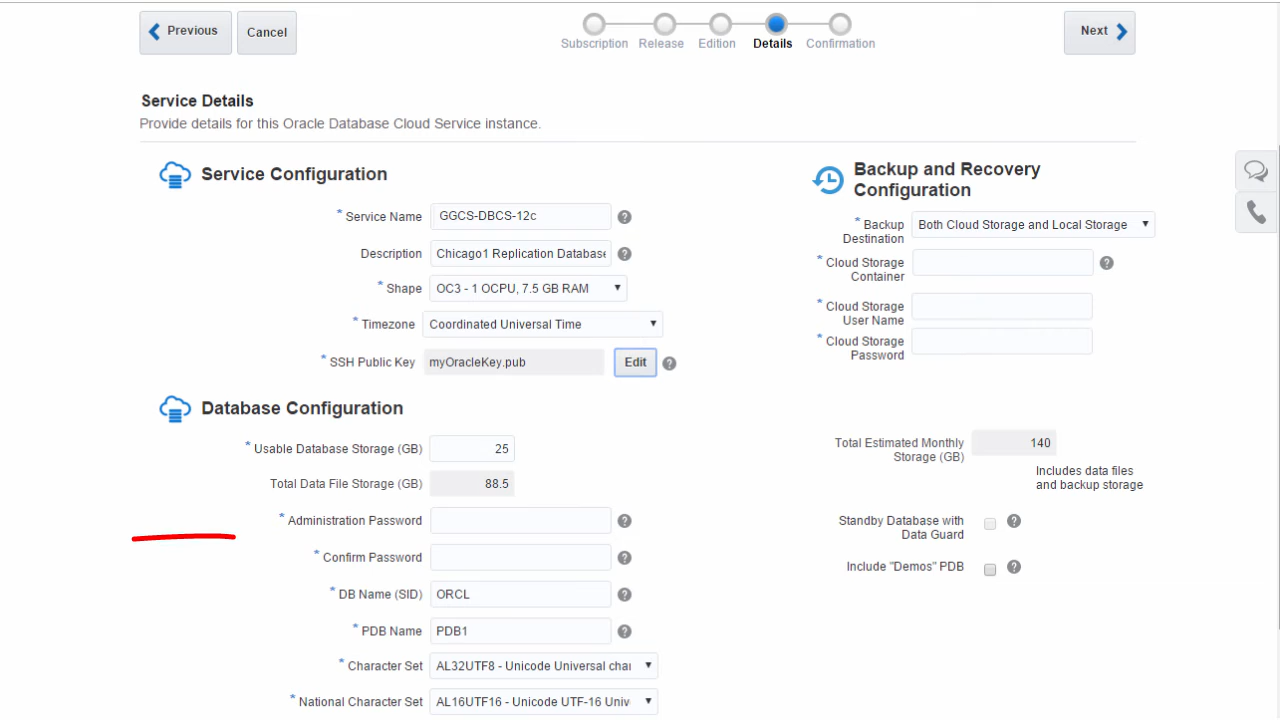 Previous
Cancel
Subscription
Release
Edition
Details
Confirmation
Next
Service Details
Provide details for this Oracle Database Cloud Service instance.
Service Configuration
* Service Name GGCS-DBCS-12c ?
Description Chicago1 Replication Database ?
* Shape OC3 - 1 OCPU, 7.5 GB RAM
* Timezone Coordinated Universal Time
* SSH Public Key myOracleKey.pub Edit ?
Database Configuration
* Usable Database Storage (GB) 25
Total Data File Storage (GB) 88.5
* Administration Password ?
* Confirm Password ?
* DB Name (SID) ORCL ?
* PDB Name PDB1 ?
* Character Set AL32UTF8 - Unicode Universal char
* National Character Set AL16UTF16 - Unicode UTF-16 Univ
Backup and Recovery
Configuration
* Backup
Destination
Both Cloud Storage and Local Storage
* Cloud Storage
Container ?
* Cloud Storage
User Name
* Cloud Storage
Password
Total Estimated Monthly
Storage (GB)
140
Includes data files
and backup storage
Standby Database with
Data Guard ?
Include "Demos" PDB ?